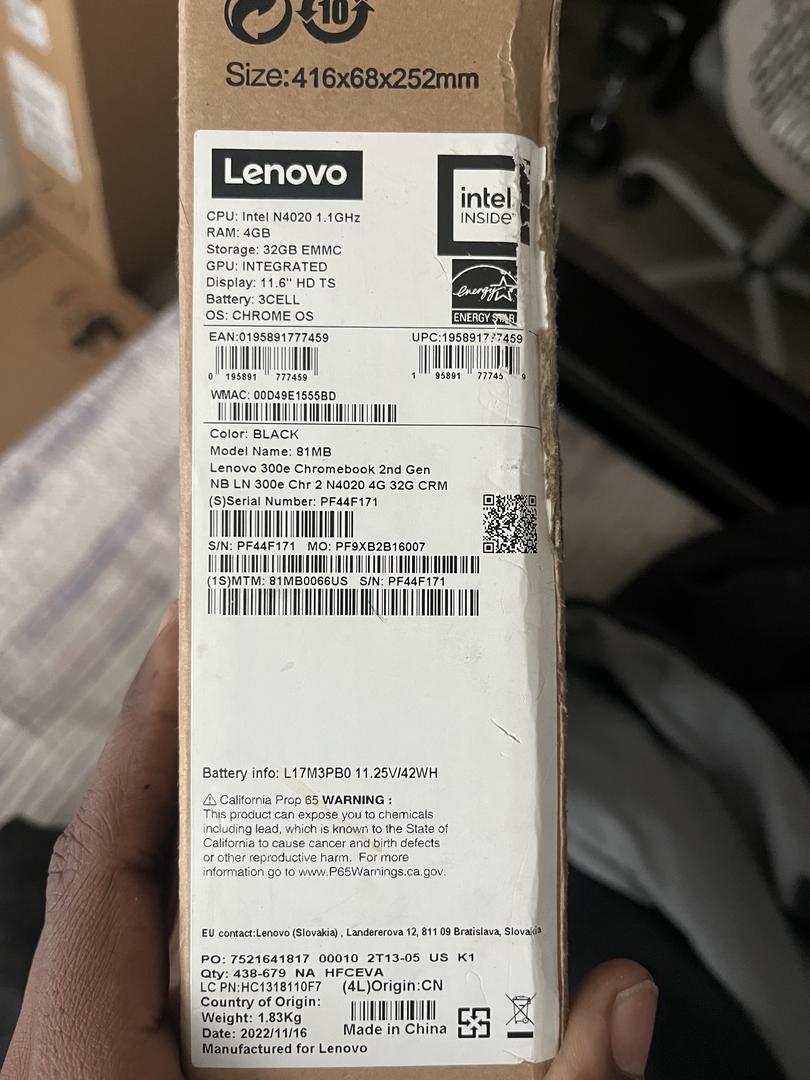 10
Size:416x68x252mm
Lenovo
intel
INSIDE™
CPU: Intel N4020 1.1GHz
RAM: 4GB
Storage: 32GB EMMC
GPU: INTEGRATED
Display: 11.6" HD TS
Battery: 3CELL
OS: CHROME OS
energy
ENERGY STAR
EAN:0195891777459
UPC:195891777459
0 195891 777459
1 95891 77745 9
WMAC: 00D49E1555BD
Color: BLACK
Model Name: 81MB
Lenovo 300e Chromebook 2nd Gen
NB LN 300e Chr 2 N4020 4G 32G CRM
(S)Serial Number: PF44F171
S/N: PF44F171 MO: PF9XB2B16007
(1S)MTM: 81MB0066US S/N: PF44F171
Battery info: L17M3PB0 11.25V/42WH
⚠ California Prop 65 WARNING :
This product can expose you to chemicals
including lead, which is known to the State of
California to cause cancer and birth defects
or other reproductive harm. For more
information go to www.P65Warnings.ca.gov.
EU contact:Lenovo (Slovakia) , Landererova 12, 811 09 Bratislava, Slovakia
PO: 7521641817 00010 2T13-05 US K1
Qty: 438-679 NA HFCEVA
LC PN:HC1318110F7 (4L)Origin:CN
Country of Origin:
Weight: 1.83Kg
Made in China
Date: 2022/11/16
Manufactured for Lenovo